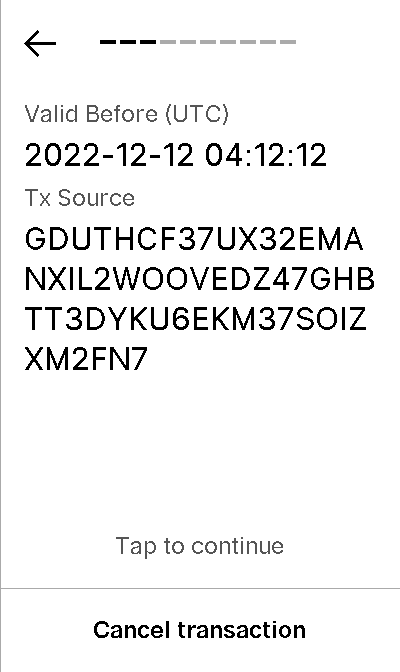 Valid Before (UTC)
2022-12-12 04:12:12
Tx Source
GDUTHCF37UX32EMA
NXIL2WOOVEDZ47GHB
TT3DYKU6EKM37SOIZ
XM2FN7
Tap to continue
Cancel transaction